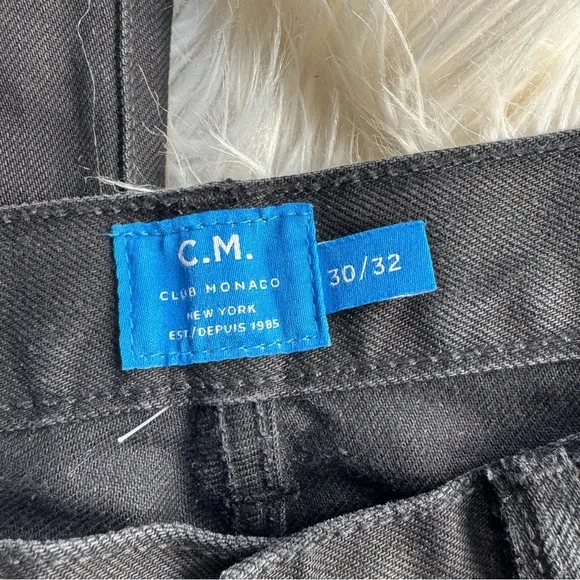 C.M.
CLUB MONACO
NEW YORK
EST./DEPUIS 1985
30/32